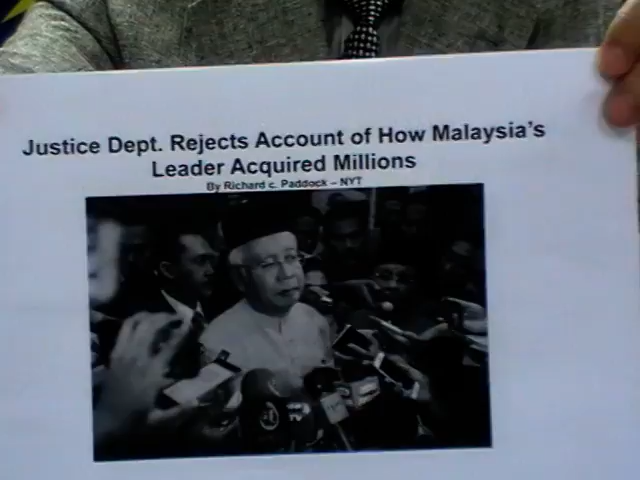 Justice Dept. Rejects Account of How Malaysia's
Leader Acquired Millions
By Richard c. Paddock – NYT